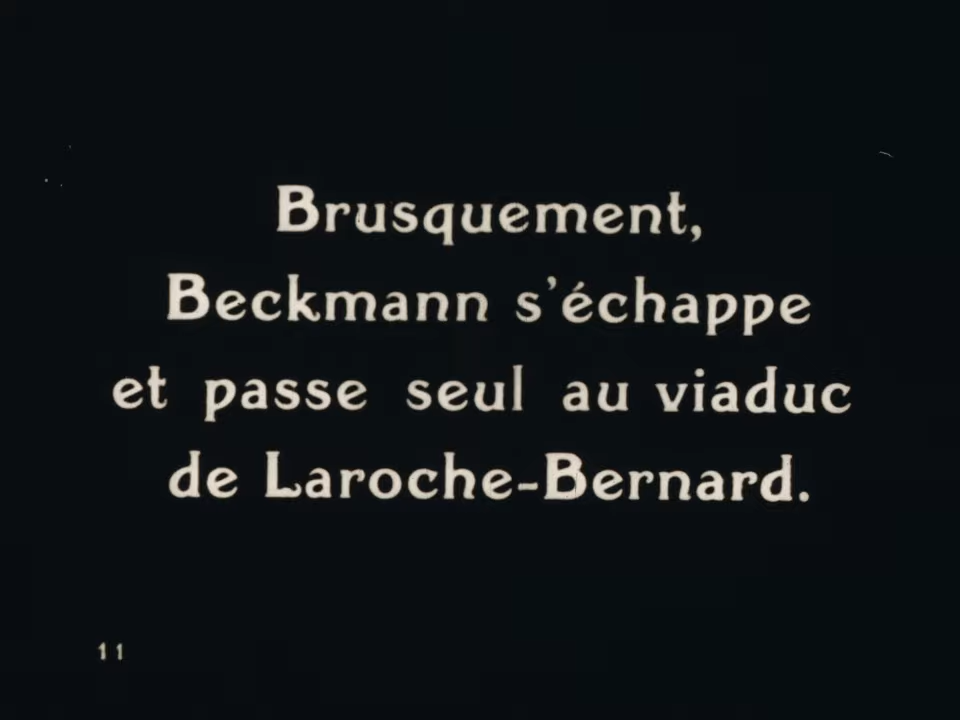 Brusquement,
Beckmann s'échappe
et passe seul au viaduc
de Laroche-Bernard.
11